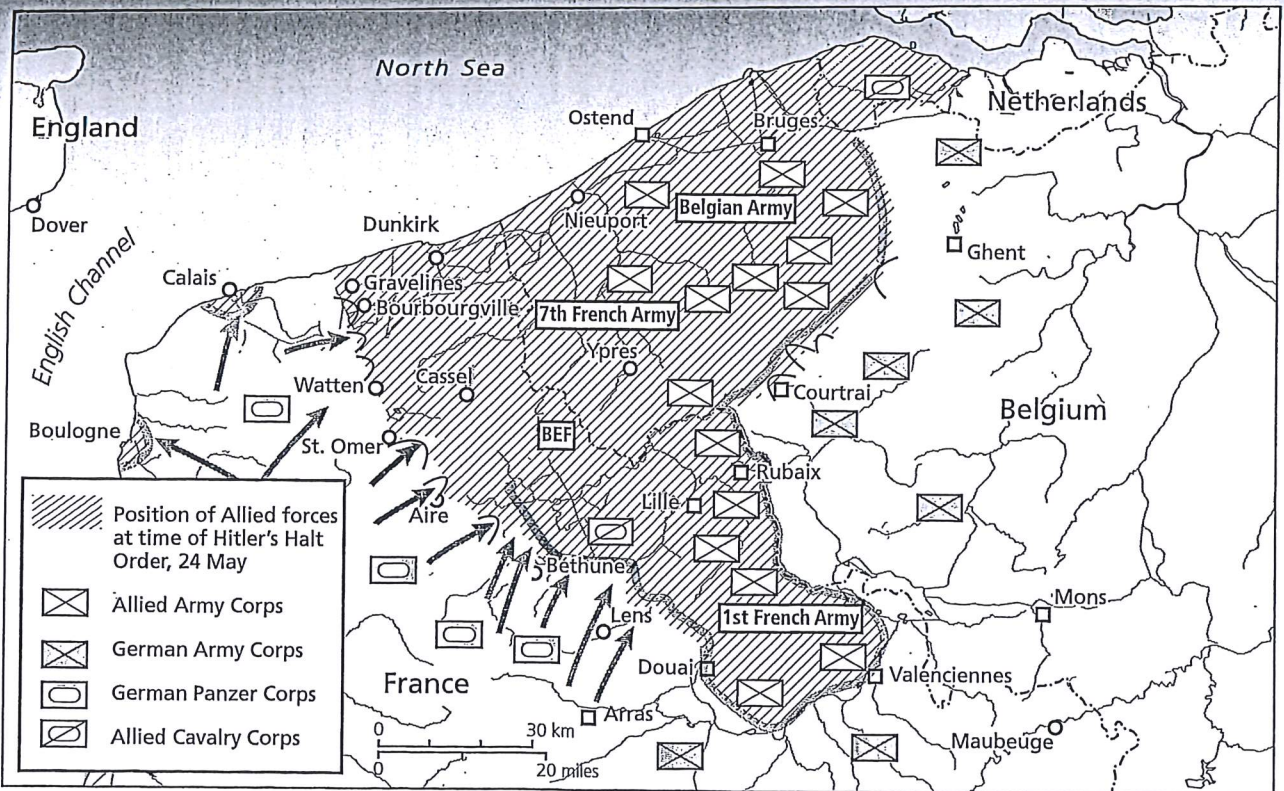 North Sea
England
Netherlands
Ostend
Bruges
Dover
Dunkirk
Nieuport
Belgian Army
English Channel
Calais
Gravelines
Bourbourgville
7th French Army
Ghent
Ypres
Watten
Cassel
Courtrai
Belgium
Boulogne
St. Omer
BEF
Rubaix
Lille
Aire
Béthune
Mons
Lens
1st French Army
Douai
Valenciennes
France
Arras
Maubeuge
0
30 km
0
20 miles
Position of Allied forces
at time of Hitler's Halt
Order, 24 May
Allied Army Corps
German Army Corps
German Panzer Corps
Allied Cavalry Corps